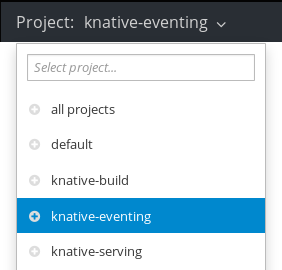 Project: knative-eventing
Select project...
all projects
default
knative-build
knative-eventing
knative-serving